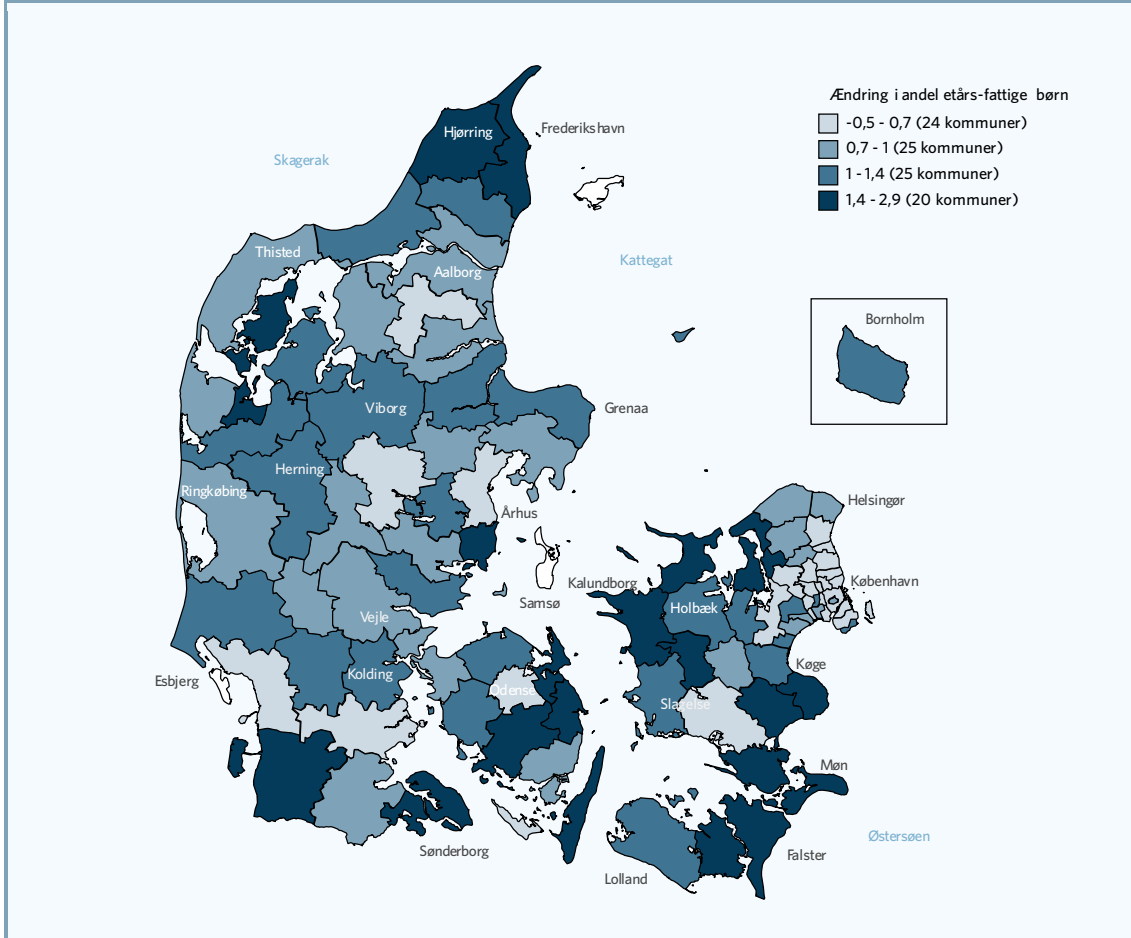 Ændring i andel etårs-fattige børn
-0,5 - 0,7 (24 kommuner)
0,7 - 1 (25 kommuner)
1 - 1,4 (25 kommuner)
1,4 - 2,9 (20 kommuner)
Hjørring
Frederikshavn
Skagerak
Thisted
Aalborg
Kattegat
Bornholm
Viborg
Grenaa
Herning
Ringkøbing
Århus
Helsingør
København
Kalundborg
Samsø
Holbæk
Vejle
Køge
Kolding
Esbjerg
Odense
Slagelse
Møn
Østersøen
Sønderborg
Falster
Lolland